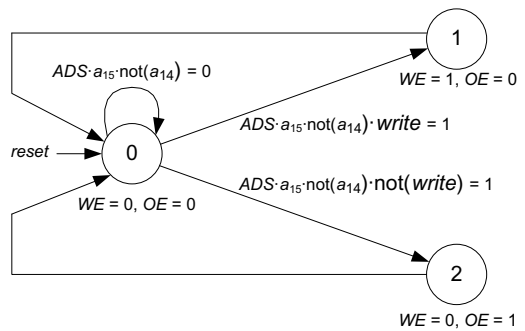 1
ADS·a₁₅·not(a₁₄) = 0
WE = 1, OE = 0
ADS·a₁₅·not(a₁₄)·write = 1
reset
0
ADS·a₁₅·not(a₁₄)·not(write) = 1
WE = 0, OE = 0
2
WE = 0, OE = 1